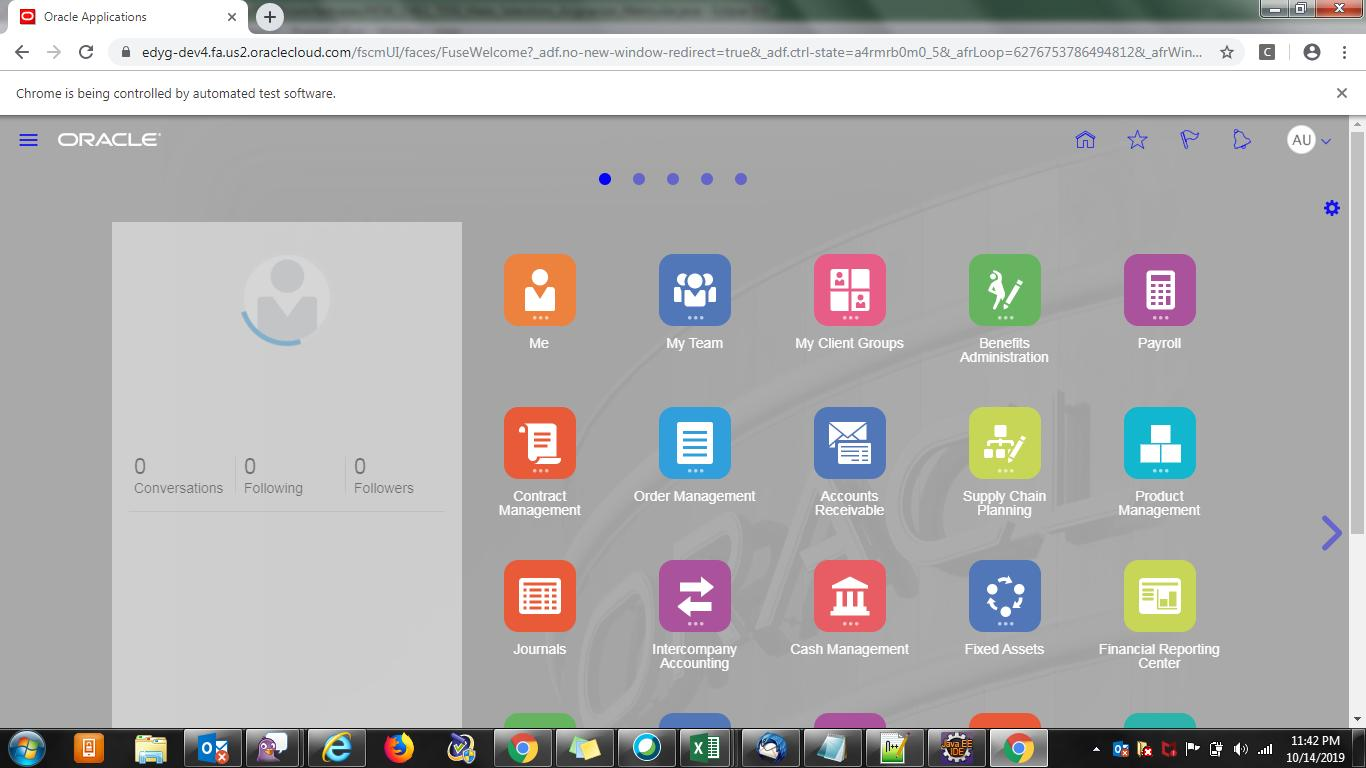 Oracle Applications
edyg-dev4.fa.us2.oraclecloud.com/fscmUI/faces/FuseWelcome?_adf.no-new-window-redirect=true&_adf.ctrl-state=a4rmrb0m0_5&_afrLoop=6276753786494812&_afrWin...
C
Chrome is being controlled by automated test software.
ORACLE
AU
Me
My Team
My Client Groups
Benefits
Administration
Payroll
0
Conversations
0
Following
0
Followers
Contract
Management
Order Management
Accounts
Receivable
Supply Chain
Planning
Product
Management
Journals
Intercompany
Accounting
Cash Management
Fixed Assets
Financial Reporting
Center
Java EE
IDE
11:42 PM
10/14/2019